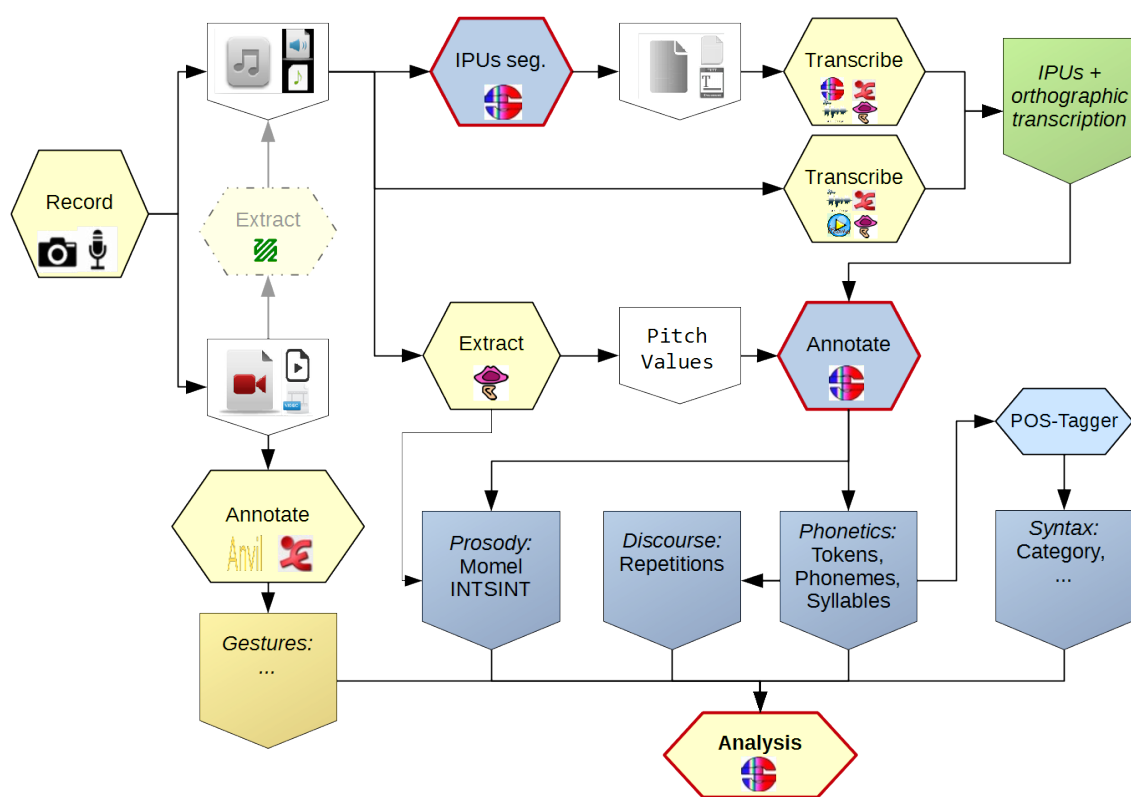 IPUs seg.
Transcribe
IPUs +
orthographic
transcription
Record
Extract
Transcribe
Extract
Pitch
Values
Annotate
POS-Tagger
Annotate
Anvil
Prosody:
Momel
INTSINT
Discourse:
Repetitions
Phonetics:
Tokens,
Phonemes,
Syllables
Syntax:
Category,
...
Gestures:
...
Analysis